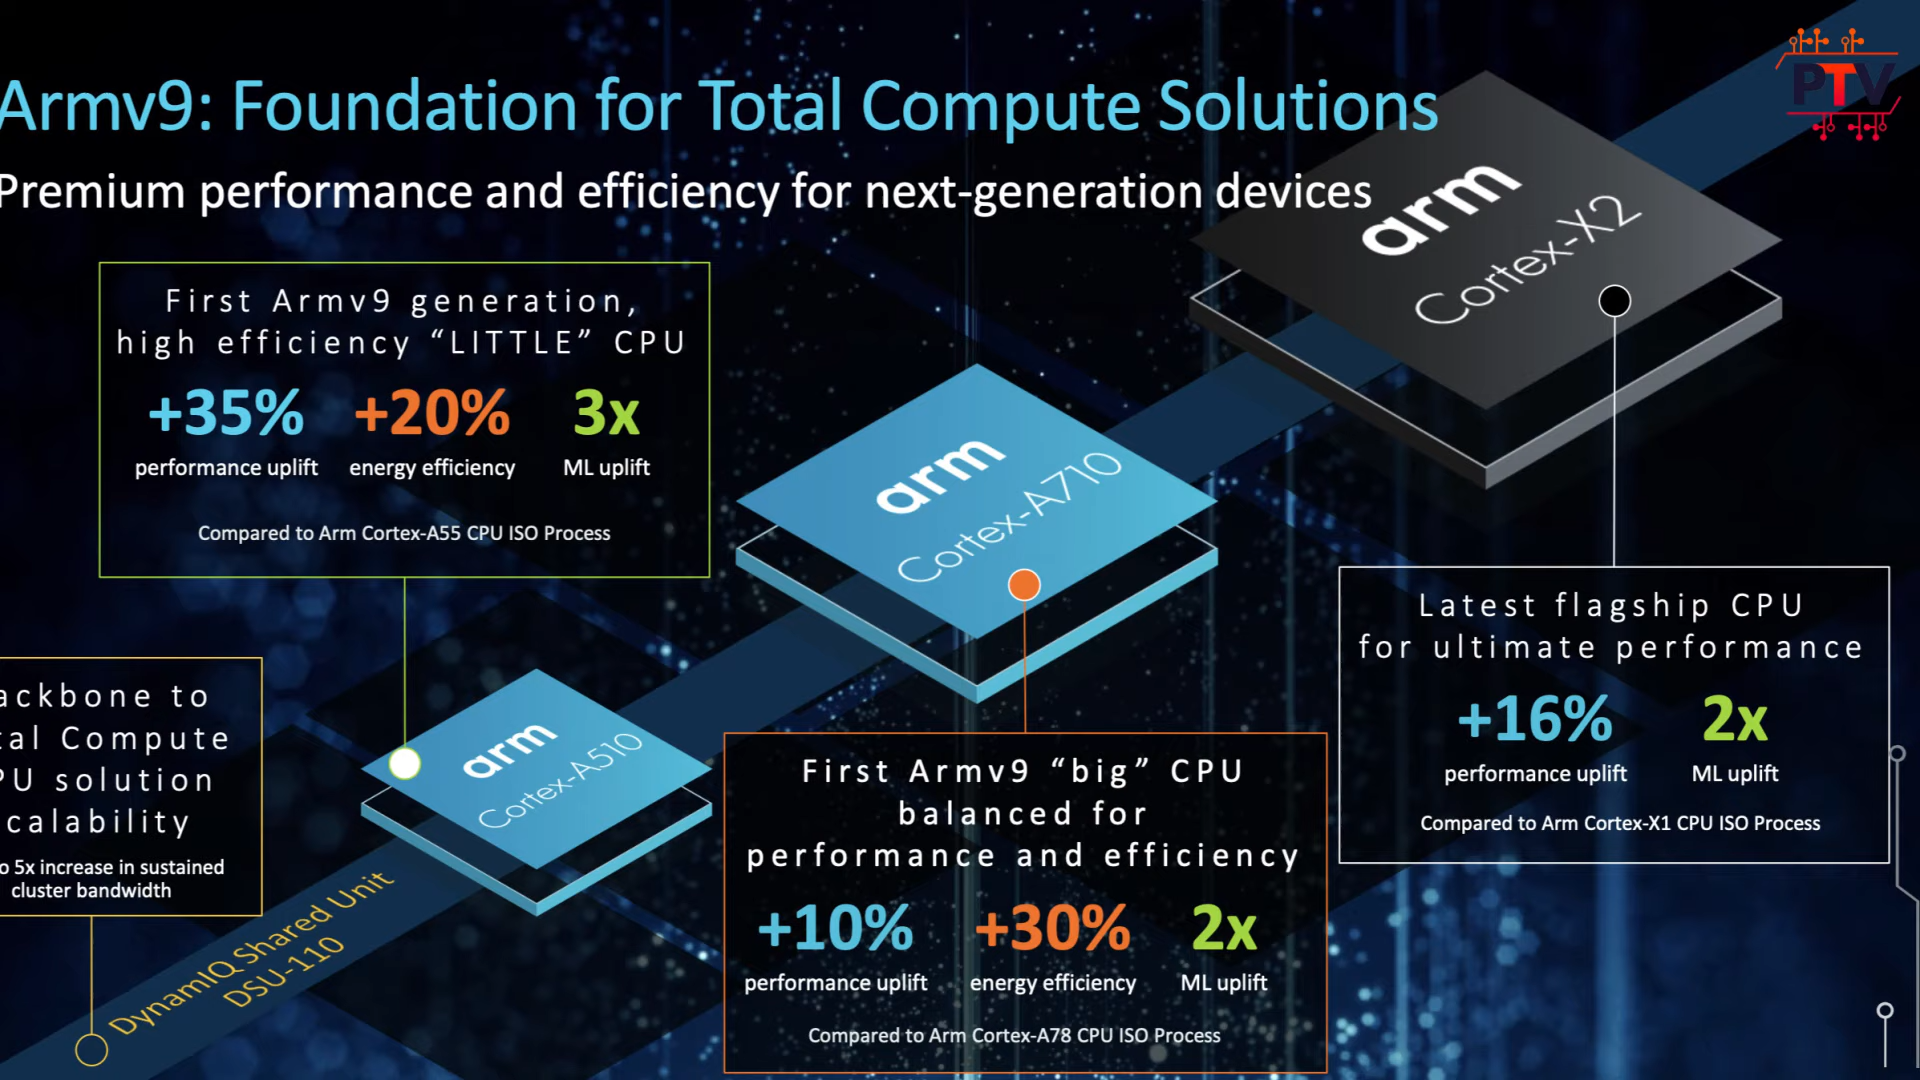 PTV
Armv9: Foundation for Total Compute Solutions
Premium performance and efficiency for next-generation devices
First Armv9 generation,
high efficiency “LITTLE” CPU
+35% +20% 3x
performance uplift energy efficiency ML uplift
Compared to Arm Cortex-A55 CPU ISO Process
arm
Cortex-X2
arm
Cortex-A710
arm
Cortex-A510
Latest flagship CPU
for ultimate performance
+16% 2x
performance uplift ML uplift
Compared to Arm Cortex-X1 CPU ISO Process
ackbone to
tal Compute
PU solution
calability
o 5x increase in sustained
cluster bandwidth
DynamIQ Shared Unit
DSU-110
First Armv9 “big” CPU
balanced for
performance and efficiency
+10% +30% 2x
performance uplift energy efficiency ML uplift
Compared to Arm Cortex-A78 CPU ISO Process